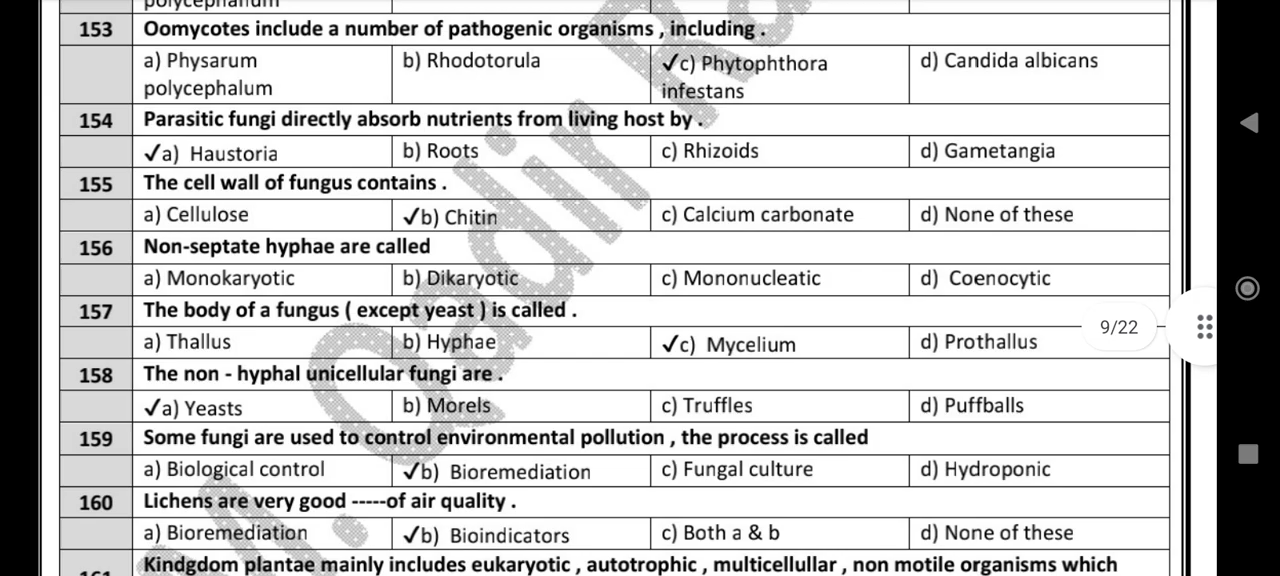 polycephalum
153 Oomycotes include a number of pathogenic organisms , including .
a) Physarum polycephalum b) Rhodotorula ✓c) Phytophthora infestans d) Candida albicans
154 Parasitic fungi directly absorb nutrients from living host by .
✓a) Haustoria b) Roots c) Rhizoids d) Gametangia
155 The cell wall of fungus contains .
a) Cellulose ✓b) Chitin c) Calcium carbonate d) None of these
156 Non-septate hyphae are called
a) Monokaryotic b) Dikaryotic c) Mononucleatic d) Coenocytic
157 The body of a fungus ( except yeast ) is called .
9/22
a) Thallus b) Hyphae ✓c) Mycelium d) Prothallus
158 The non - hyphal unicellular fungi are .
✓a) Yeasts b) Morels c) Truffles d) Puffballs
159 Some fungi are used to control environmental pollution , the process is called
a) Biological control ✓b) Bioremediation c) Fungal culture d) Hydroponic
160 Lichens are very good -----of air quality .
a) Bioremediation ✓b) Bioindicators c) Both a & b d) None of these
161 Kindgdom plantae mainly includes eukaryotic , autotrophic , multicellullar , non motile organisms which
M. Qadir R